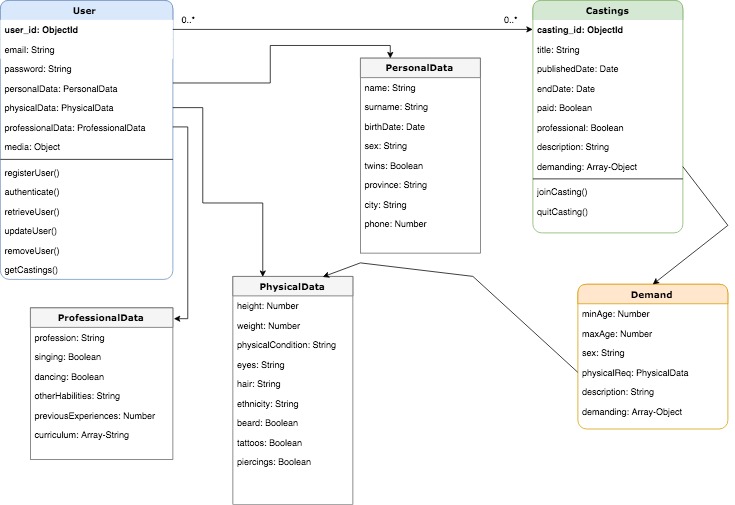 User
user_id: ObjectId
email: String
password: String
personalData: PersonalData
physicalData: PhysicalData
professionalData: ProfessionalData
media: Object
registerUser()
authenticate()
retrieveUser()
updateUser()
removeUser()
getCastings()
0..*
0..*
Castings
casting_id: ObjectId
title: String
publishedDate: Date
endDate: Date
paid: Boolean
professional: Boolean
description: String
demanding: Array-Object
joinCasting()
quitCasting()
PersonalData
name: String
surname: String
birthDate: Date
sex: String
twins: Boolean
province: String
city: String
phone: Number
ProfessionalData
profession: String
singing: Boolean
dancing: Boolean
otherHabilities: String
previousExperiences: Number
curriculum: Array-String
PhysicalData
height: Number
weight: Number
physicalCondition: String
eyes: String
hair: String
ethnicity: String
beard: Boolean
tattoos: Boolean
piercings: Boolean
Demand
minAge: Number
maxAge: Number
sex: String
physicalReq: PhysicalData
description: String
demanding: Array-Object